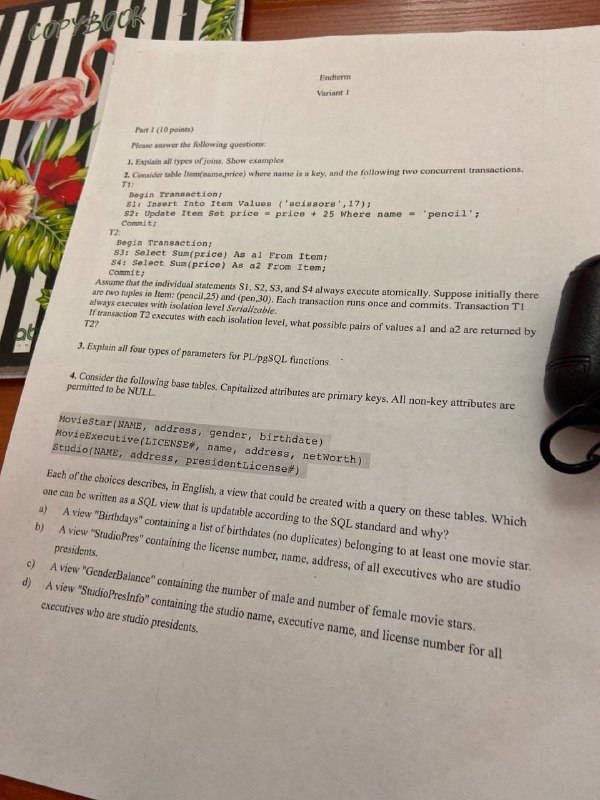 COPYBOOK
Endterm
Variant 1
Part 1 (10 points)
Please answer the following questions:
1. Explain all types of joins. Show examples
2. Consider table Item(name,price) where name is a key, and the following two concurrent transactions.
T1:
Begin Transaction;
S1: Insert Into Item Values ('scissors',17);
S2: Update Item Set price = price + 25 Where name = 'pencil';
Commit;
T2:
Begin Transaction;
S3: Select Sum(price) As a1 From Item;
S4: Select Sum(price) As a2 From Item;
Commit;
Assume that the individual statements S1, S2, S3, and S4 always execute atomically. Suppose initially there
are two tuples in Item: (pencil,25) and (pen,30). Each transaction runs once and commits. Transaction T1
always executes with isolation level Serializable.
If transaction T2 executes with each isolation level, what possible pairs of values a1 and a2 are returned by
T2?
3. Explain all four types of parameters for PL/pgSQL functions.
4. Consider the following base tables. Capitalized attributes are primary keys. All non-key attributes are
permitted to be NULL.
MovieStar(NAME, address, gender, birthdate)
MovieExecutive(LICENSE#, name, address, netWorth)
Studio(NAME, address, presidentLicense#)
Each of the choices describes, in English, a view that could be created with a query on these tables. Which
one can be written as a SQL view that is updatable according to the SQL standard and why?
a) A view "Birthdays" containing a list of birthdates (no duplicates) belonging to at least one movie star.
b) A view "StudioPres" containing the license number, name, address, of all executives who are studio
presidents.
c) A view "GenderBalance" containing the number of male and number of female movie stars.
d) A view "StudioPresInfo" containing the studio name, executive name, and license number for all
executives who are studio presidents.